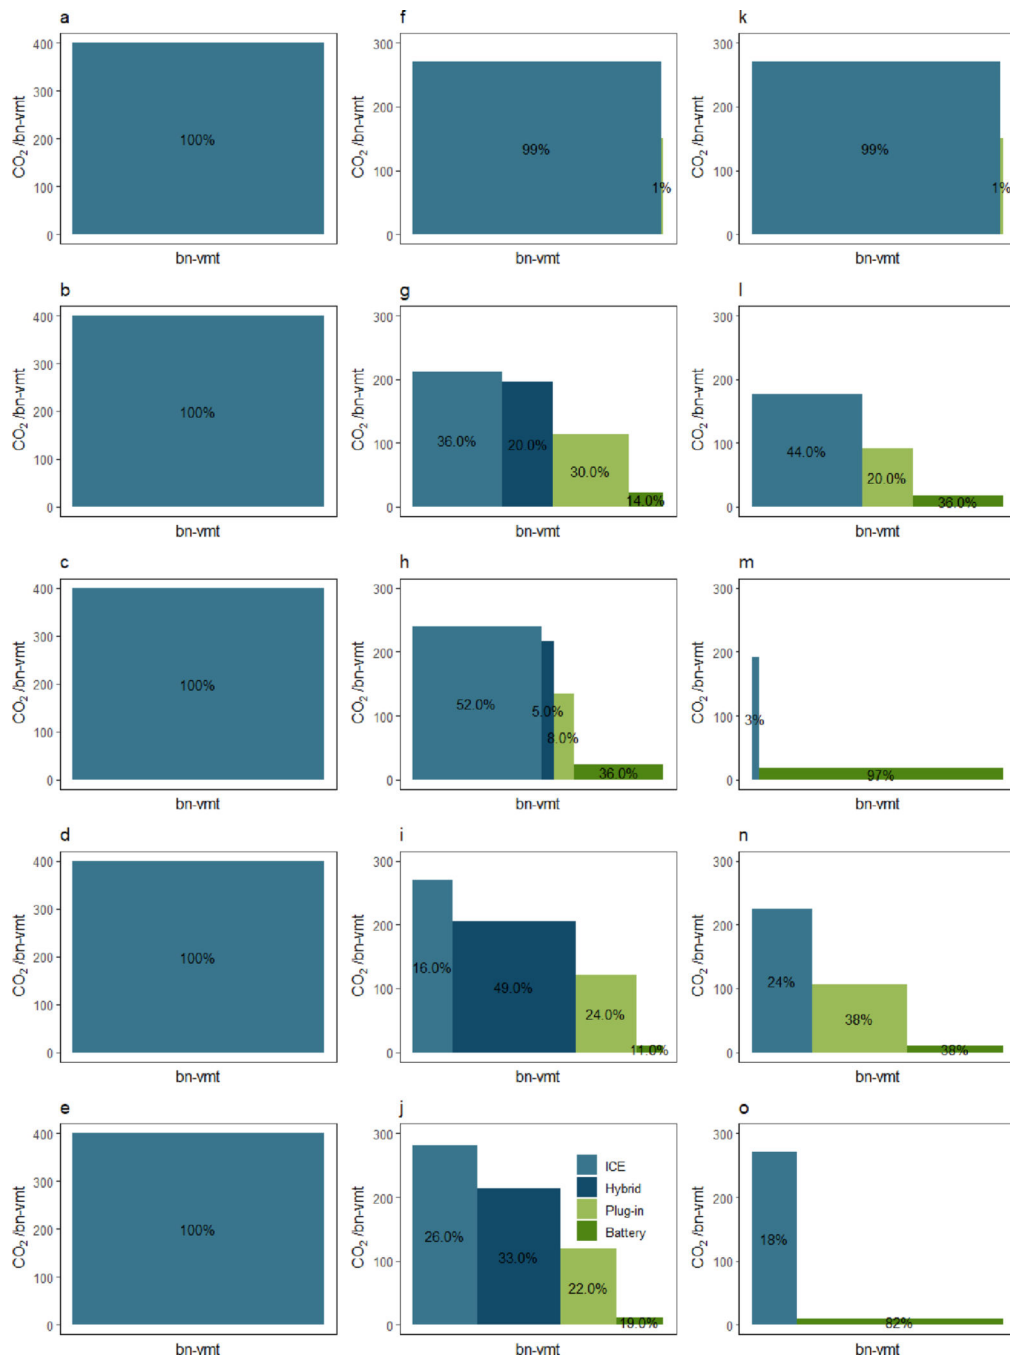 a
CO₂ /bn-vmt
400
300
200
100
0
100%
bn-vmt
f
CO₂ /bn-vmt
300
200
100
0
99%
1%
bn-vmt
k
CO₂ /bn-vmt
300
200
100
0
99%
1%
bn-vmt
b
CO₂ /bn-vmt
400
300
200
100
0
100%
bn-vmt
g
CO₂ /bn-vmt
300
200
100
0
36.0%
20.0%
30.0%
14.0%
bn-vmt
l
CO₂ /bn-vmt
300
200
100
0
44.0%
20.0%
36.0%
bn-vmt
c
CO₂ /bn-vmt
400
300
200
100
0
100%
bn-vmt
h
CO₂ /bn-vmt
300
200
100
0
52.0%
5.0%
8.0%
36.0%
bn-vmt
m
CO₂ /bn-vmt
300
200
100
0
3%
97%
bn-vmt
d
CO₂ /bn-vmt
400
300
200
100
0
100%
bn-vmt
i
CO₂ /bn-vmt
300
200
100
0
16.0%
49.0%
24.0%
11.0%
bn-vmt
n
CO₂ /bn-vmt
300
200
100
0
24%
38%
38%
bn-vmt
e
CO₂ /bn-vmt
400
300
200
100
0
100%
bn-vmt
j
CO₂ /bn-vmt
300
200
100
0
ICE
Hybrid
Plug-in
Battery
26.0%
33.0%
22.0%
19.0%
bn-vmt
o
CO₂ /bn-vmt
300
200
100
0
18%
82%
bn-vmt